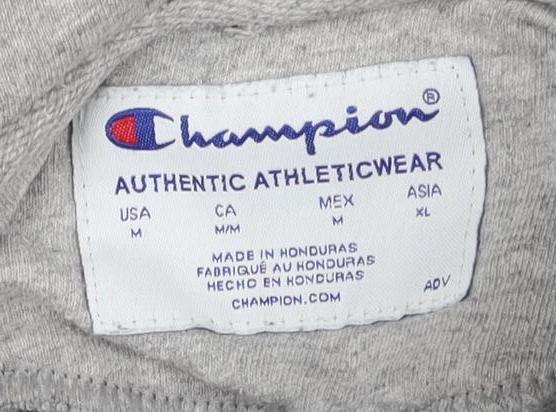 Champion®
AUTHENTIC ATHLETICWEAR
USA CA MEX ASIA
M M/M M XL
MADE IN HONDURAS
FABRIQUÉ AU HONDURAS
HECHO EN HONDURAS
CHAMPION.COM
ADV